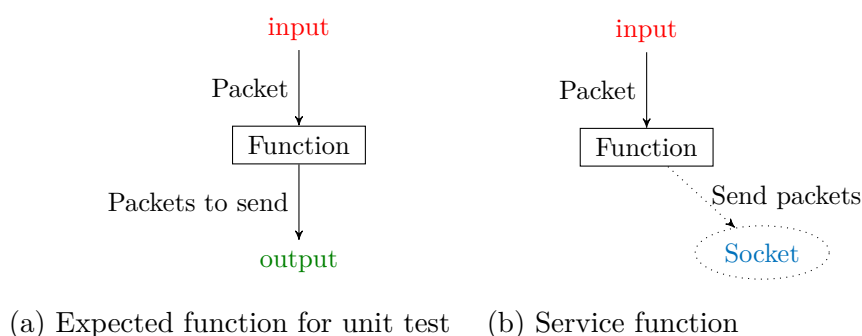 input
Packet
Function
Packets to send
output
(a) Expected function for unit test
input
Packet
Function
Send packets
Socket
(b) Service function